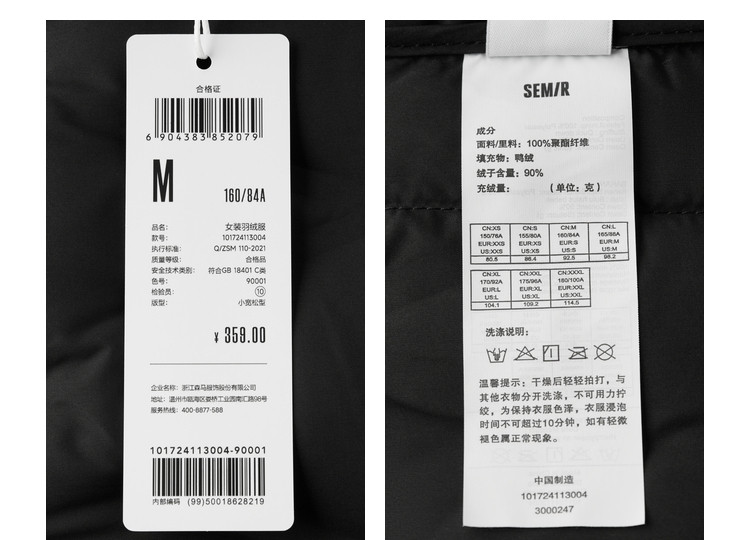 合格证
6 904383 852079
M
160/84A
品名: 女装羽绒服
款号: 101724113004
执行标准: Q/ZSM 110-2021
质量等级: 合格品
安全技术类别: 符合GB 18401 C类
色号: 90001
检验员: 10
版型: 小宽松型
¥ 359.00
企业名称: 浙江森马服饰股份有限公司
地址: 温州市瓯海区娄桥工业园南汇路98号
服务热线: 400-8877-588
101724113004-90001
内部编码 (99)50018628219
SEM/R
成分
面料/里料: 100%聚酯纤维
填充物: 鸭绒
绒子含量: 90%
充绒量: (单位: 克)
CN:XS CN:S CN:M CN:L
150/76A 155/80A 160/84A 165/88A
EUR:XXS EUR:XS EUR:S EUR:M
US:XXS US:XS US:S US:M
80.6 86.4 92.5 98.2
CN:XL CN:XXL CN:XXXL
170/92A 175/96A 180/100A
EUR:L EUR:XL EUR:XXL
US:L US:XL US:XXL
104.1 109.2 114.5
洗涤说明:
温馨提示: 干燥后轻轻拍打, 与
其他衣物分开洗涤, 不可用力拧
绞, 为保持衣服色泽, 衣服浸泡
时间不可超过10分钟, 如有轻微
褪色属正常现象。
中国制造
101724113004
3000247